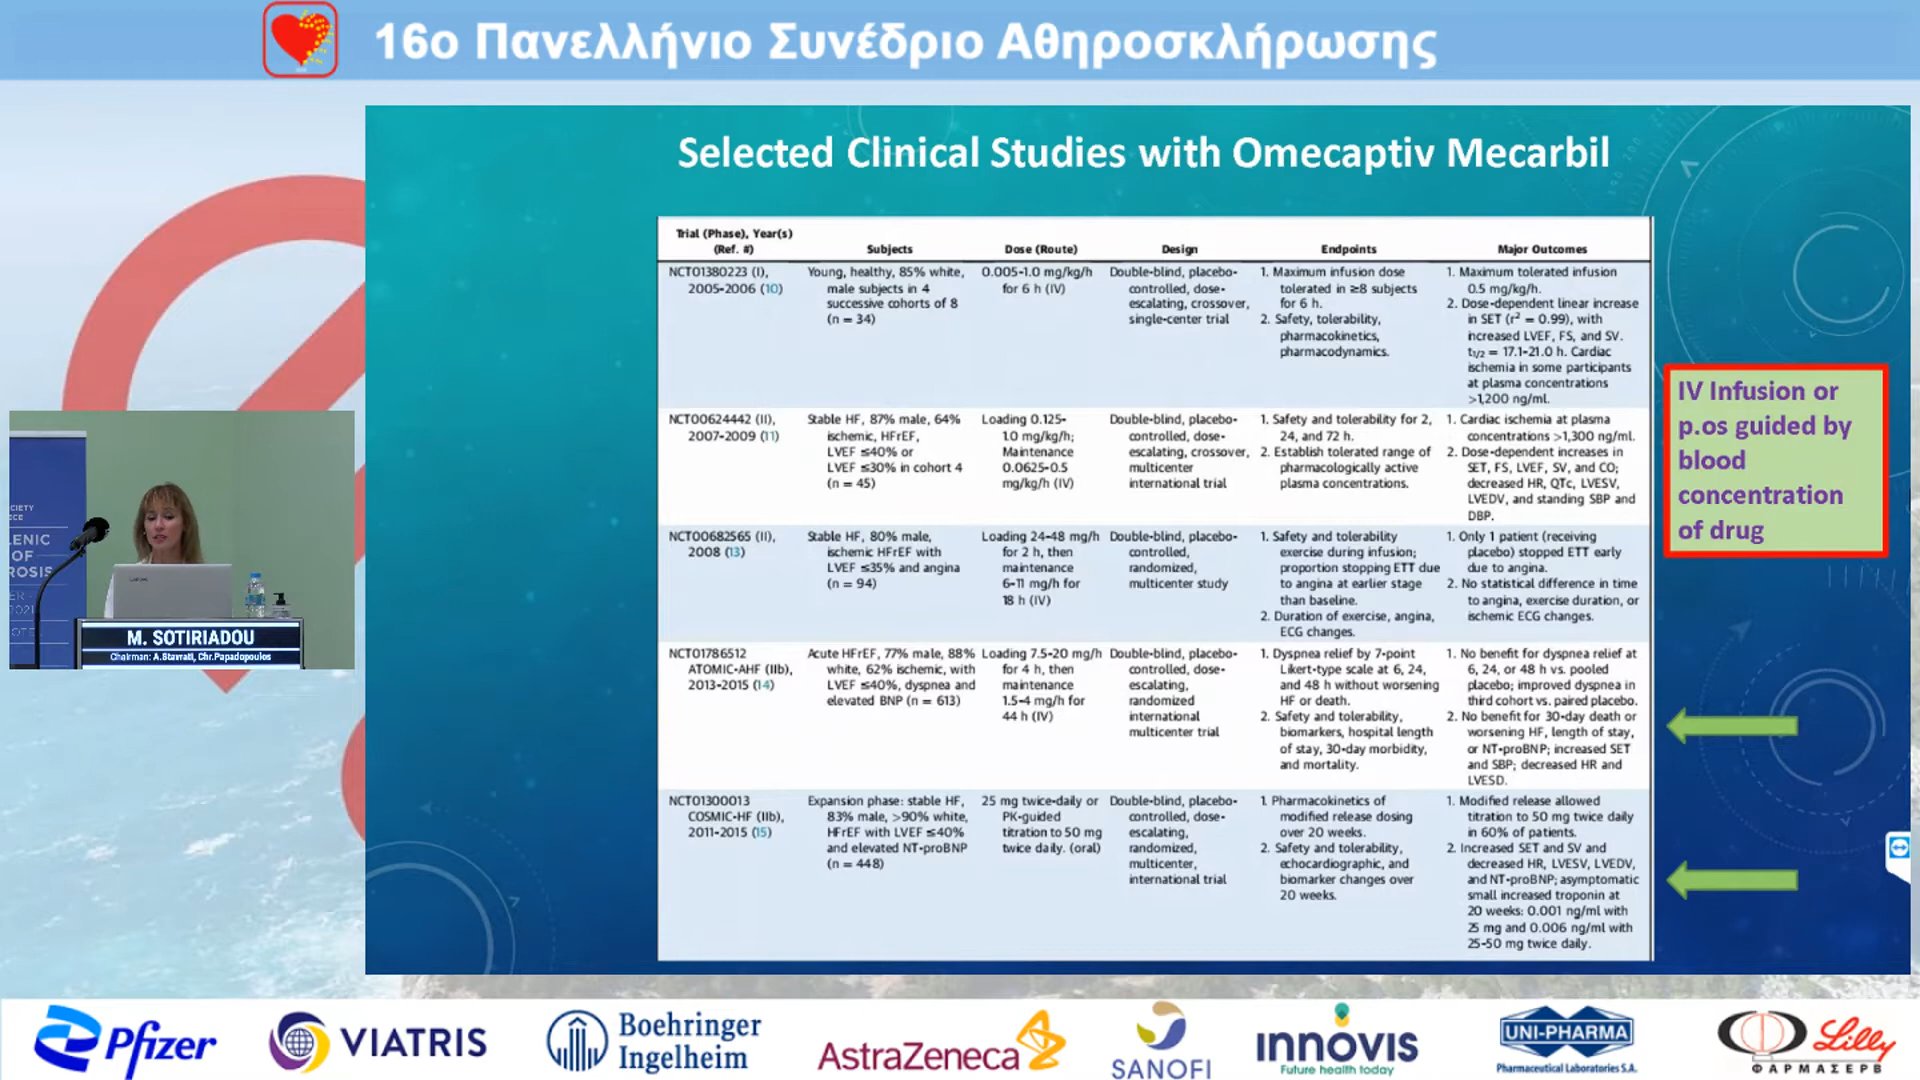 16ο Πανελλήνιο Συνέδριο Αθηροσκλήρωσης
Selected Clinical Studies with Omecaptiv Mecarbil
Trial (Phase), Year(s)
(Ref. #)
Subjects
Dose (Route)
Design
Endpoints
Major Outcomes
NCT01380223 (I),
2005-2006 (10)
Young, healthy, 85% white,
male subjects in 4
successive cohorts of 8
(n = 34)
0.005-1.0 mg/kg/h
for 6 h (IV)
Double-blind, placebo-
controlled, dose-
escalating, crossover,
single-center trial
1. Maximum infusion dose
tolerated in ≥8 subjects
for 6 h.
2. Safety, tolerability,
pharmacokinetics,
pharmacodynamics.
1. Maximum tolerated infusion
0.5 mg/kg/h.
2. Dose-dependent linear increase
in SET (r² = 0.99), with
increased LVEF, FS, and SV.
t1/2 = 17.1-21.0 h. Cardiac
ischemia in some participants
at plasma concentrations
>1,200 ng/ml.
NCT00624442 (II),
2007-2009 (11)
Stable HF, 87% male, 64%
ischemic, HFrEF,
LVEF ≤40% or
LVEF ≤30% in cohort 4
(n = 45)
Loading 0.125-
1.0 mg/kg/h;
Maintenance
0.0625-0.5
mg/kg/h (IV)
Double-blind, placebo-
controlled, dose-
escalating, crossover,
multicenter
international trial
1. Safety and tolerability for 2,
24, and 72 h.
2. Establish tolerated range of
pharmacologically active
plasma concentrations.
1. Cardiac ischemia at plasma
concentrations >1,300 ng/ml.
2. Dose-dependent increases in
SET, FS, LVEF, SV, and CO;
decreased HR, QTc, LVESV,
LVEDV, and standing SBP and
DBP.
NCT00682565 (II),
2008 (13)
Stable HF, 80% male,
ischemic HFrEF with
LVEF ≤35% and angina
(n = 94)
Loading 24-48 mg/h
for 2 h, then
maintenance
6-11 mg/h for
18 h (IV)
Double-blind, placebo-
controlled,
randomized,
multicenter study
1. Safety and tolerability
exercise during infusion;
proportion stopping ETT due
to angina at earlier stage
than baseline.
2. Duration of exercise, angina,
ECG changes.
1. Only 1 patient (receiving
placebo) stopped ETT early
due to angina.
2. No statistical difference in time
to angina, exercise duration, or
ischemic ECG changes.
NCT01786512
ATOMIC-AHF (IIb),
2013-2015 (14)
Acute HFrEF, 77% male, 88%
white, 62% ischemic, with
LVEF ≤40%, dyspnea and
elevated BNP (n = 613)
Loading 7.5-20 mg/h
for 4 h, then
maintenance
1.5-4 mg/h for
44 h (IV)
Double-blind, placebo-
controlled, dose-
escalating,
randomized
international
multicenter trial
1. Dyspnea relief by 7-point
Likert-type scale at 6, 24,
and 48 h without worsening
HF or death.
2. Safety and tolerability,
biomarkers, hospital length
of stay, 30-day morbidity,
and mortality.
1. No benefit for dyspnea relief at
6, 24, or 48 h vs. pooled
placebo; improved dyspnea in
third cohort vs. paired placebo.
2. No benefit for 30-day death or
worsening HF, length of stay,
or NT-proBNP; increased SET
and SBP; decreased HR and
LVESD.
NCT01300013
COSMIC-HF (IIb),
2011-2015 (15)
Expansion phase: stable HF,
83% male, >90% white,
HFrEF with LVEF ≤40%
and elevated NT-proBNP
(n = 448)
25 mg twice-daily or
PK-guided
titration to 50 mg
twice daily. (oral)
Double-blind, placebo-
controlled, dose-
escalating,
randomized,
multicenter,
international trial
1. Pharmacokinetics of
modified release dosing
over 20 weeks.
2. Safety and tolerability,
echocardiographic, and
biomarker changes over
20 weeks.
1. Modified release allowed
titration to 50 mg twice daily
in 60% of patients.
2. Increased SET and SV and
decreased HR, LVESV, LVEDV,
and NT-proBNP; asymptomatic
small increased troponin at
20 weeks: 0.001 ng/ml with
25 mg and 0.006 ng/ml with
25-50 mg twice daily.
IV Infusion or
p.os guided by
blood
concentration
of drug
M. SOTIRIADOU
Chairman: A.Stavrati, Chr.Papadopoulos
Pfizer
VIATRIS
Boehringer
Ingelheim
AstraZeneca
SANOFI
INNOVIS
Future health today
UNI-PHARMA
Pharmaceutical Laboratories S.A.
Lilly
ΦΑΡΜΑΣΕΡΒ